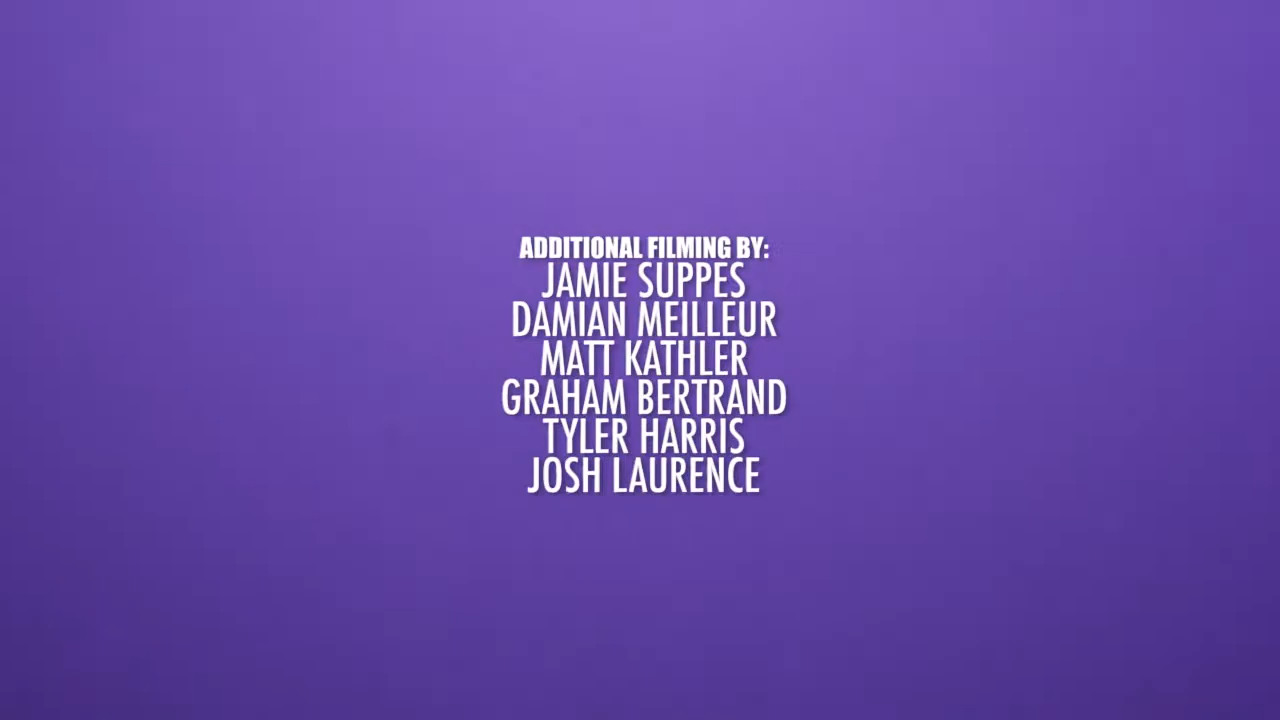 ADDITIONAL FILMING BY:
JAMIE SUPPES
DAMIAN MEILLEUR
MATT KATHLER
GRAHAM BERTRAND
TYLER HARRIS
JOSH LAURENCE